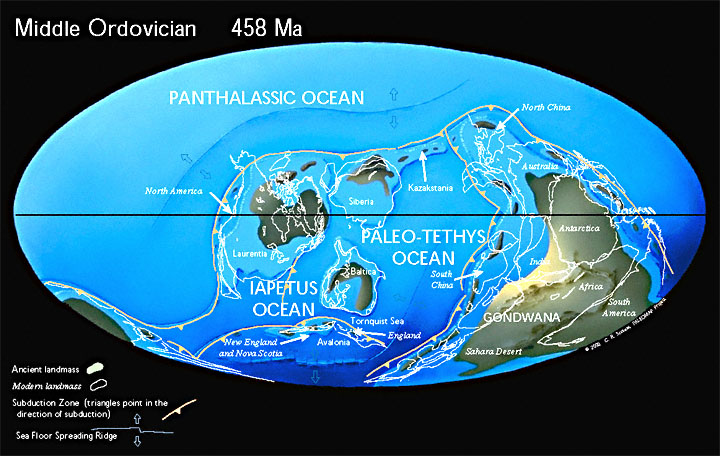 Middle Ordovician 458 Ma
PANTHALASSIC OCEAN
North China
Australia
Kazakstania
North America
Siberia
Antarctica
PALEO-TETHYS
OCEAN
Laurentia
Baltica
South
China
IAPETUS
OCEAN
Africa
South
America
GONDWANA
Tornquist Sea
England
New England
and Nova Scotia
Avalonia
Sahara Desert
Ancient landmass
Modern landmass
Subduction Zone (triangles point in the
direction of subduction)
Sea Floor Spreading Ridge